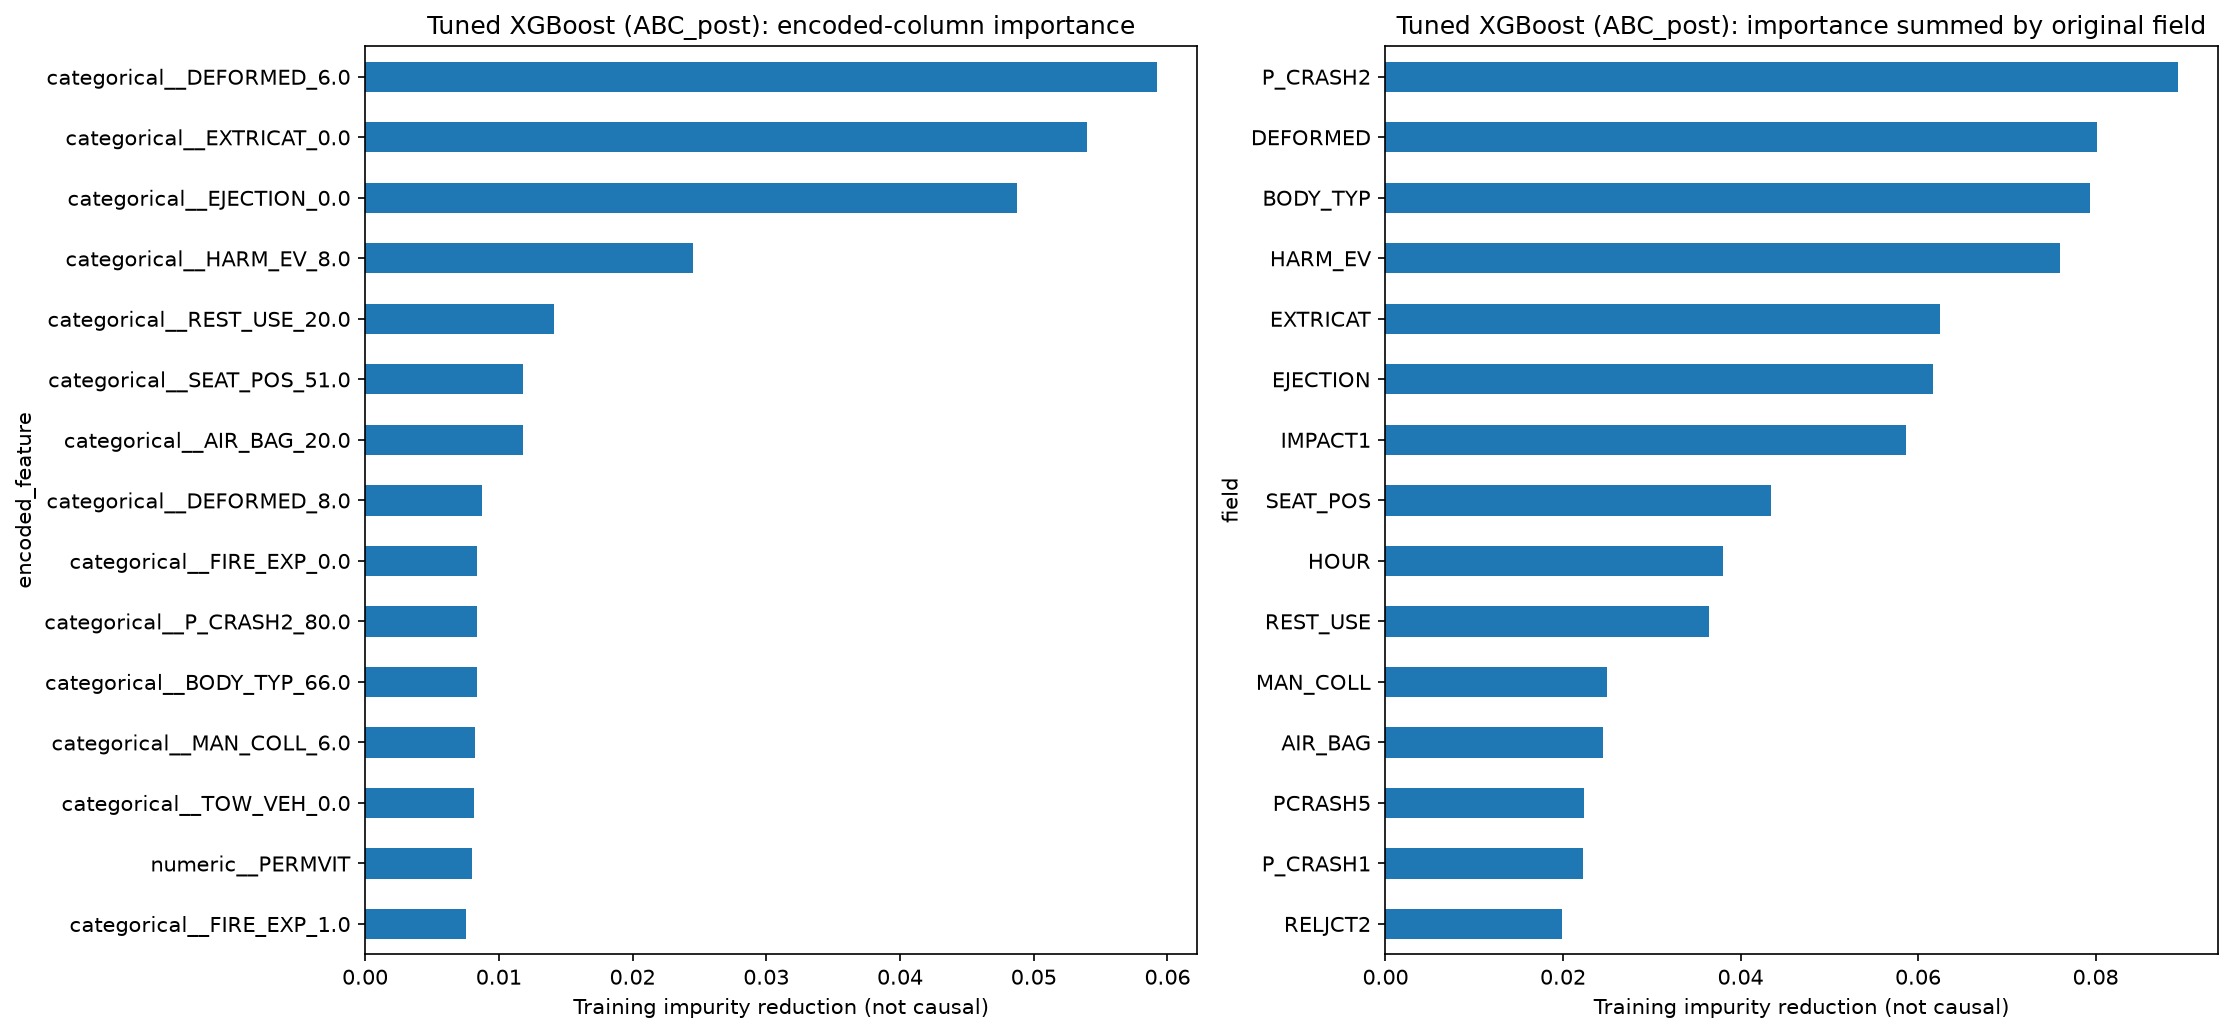 Tuned XGBoost (ABC_post): encoded-column importance
encoded_feature
categorical__DEFORMED_6.0
categorical__EXTRICAT_0.0
categorical__EJECTION_0.0
categorical__HARM_EV_8.0
categorical__REST_USE_20.0
categorical__SEAT_POS_51.0
categorical__AIR_BAG_20.0
categorical__DEFORMED_8.0
categorical__FIRE_EXP_0.0
categorical__P_CRASH2_80.0
categorical__BODY_TYP_66.0
categorical__MAN_COLL_6.0
categorical__TOW_VEH_0.0
numeric__PERMVIT
categorical__FIRE_EXP_1.0
0.00 0.01 0.02 0.03 0.04 0.05 0.06
Training impurity reduction (not causal)
Tuned XGBoost (ABC_post): importance summed by original field
field
P_CRASH2
DEFORMED
BODY_TYP
HARM_EV
EXTRICAT
EJECTION
IMPACT1
SEAT_POS
HOUR
REST_USE
MAN_COLL
AIR_BAG
PCRASH5
P_CRASH1
RELJCT2
0.00 0.02 0.04 0.06 0.08
Training impurity reduction (not causal)